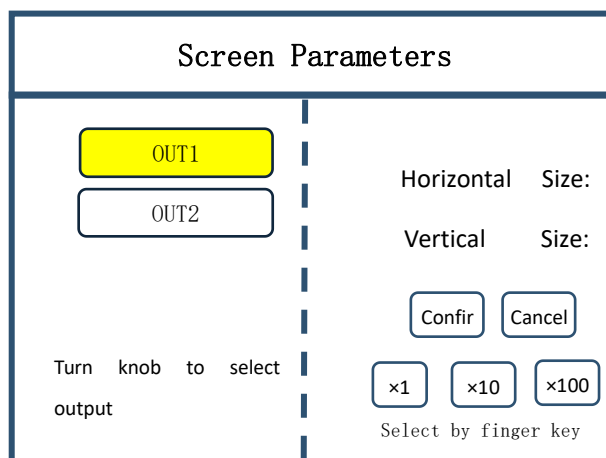 Screen Parameters
OUT1
OUT2
Turn knob to select
output
Horizontal Size:
Vertical Size:
Confir Cancel
×1 ×10 ×100
Select by finger key